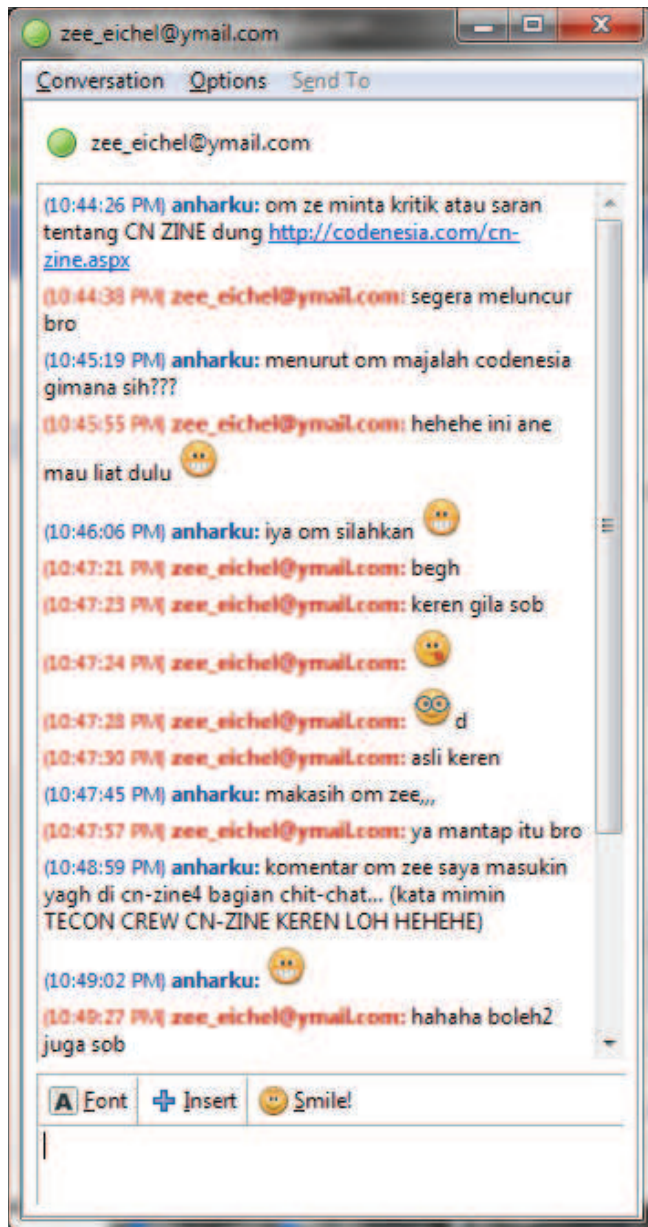 zee_eichel@ymail.com
Conversation Options Send To
zee_eichel@ymail.com
(10:44:26 PM) anharku: om ze minta kritik atau saran
tentang CN ZINE dung http://codenesia.com/cn-
zine.aspx
(10:44:38 PM) zee_eichel@ymail.com: segera meluncur
bro
(10:45:19 PM) anharku: menurut om majalah codenesia
gimana sih???
(10:45:55 PM) zee_eichel@ymail.com: hehehe ini ane
mau liat dulu
(10:46:06 PM) anharku: iya om silahkan
(10:47:21 PM) zee_eichel@ymail.com: begh
(10:47:23 PM) zee_eichel@ymail.com: keren gila sob
(10:47:24 PM) zee_eichel@ymail.com:
(10:47:28 PM) zee_eichel@ymail.com: d
(10:47:30 PM) zee_eichel@ymail.com: asli keren
(10:47:45 PM) anharku: makasih om zee,,,
(10:47:57 PM) zee_eichel@ymail.com: ya mantap itu bro
(10:48:59 PM) anharku: komentar om zee saya masukin
yagh di cn-zine4 bagian chit-chat... (kata mimin
TECON CREW CN-ZINE KEREN LOH HEHEHE)
(10:49:02 PM) anharku:
(10:49:27 PM) zee_eichel@ymail.com: hahaha boleh2
juga sob
A Font Insert Smile!